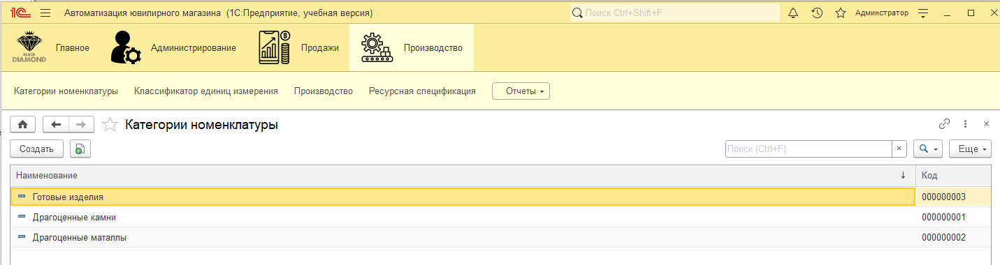 1С Автоматизация ювилирного магазина (1С:Предприятие, учебная версия) Поиск Ctrl+Shift+F Админстратор
BLACK
DIAMOND
Главное Администрирование Продажи Производство
Категории номенклатуры Классификатор единиц измерения Производство Ресурсная спецификация Отчеты
Категории номенклатуры
Создать Поиск (Ctrl+F) × Еще
Наименование ↓ Код
Готовые изделия 000000003
Драгоценные камни 000000001
Драгоценные маталлы 000000002